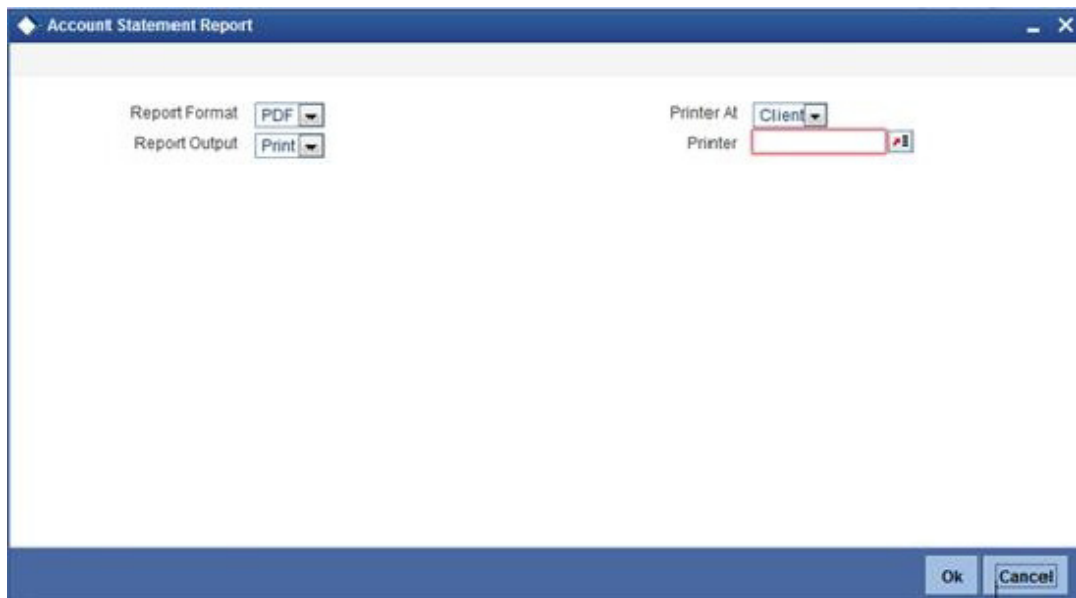 Account Statement Report
Report Format PDF Printer At Client
Report Output Print Printer
Ok Cancel